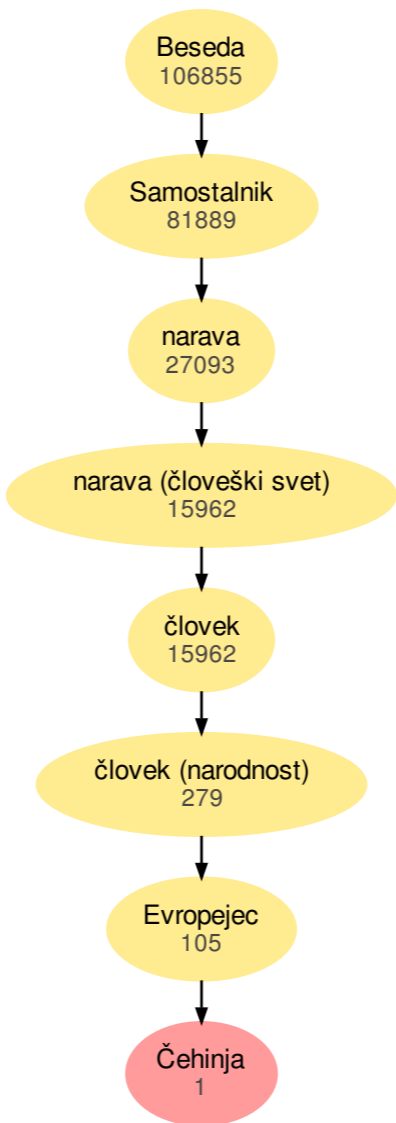 Beseda
106855
Samostalnik
81889
narava
27093
narava (človeški svet)
15962
človek
15962
človek (narodnost)
279
Evropejec
105
Čehinja
1